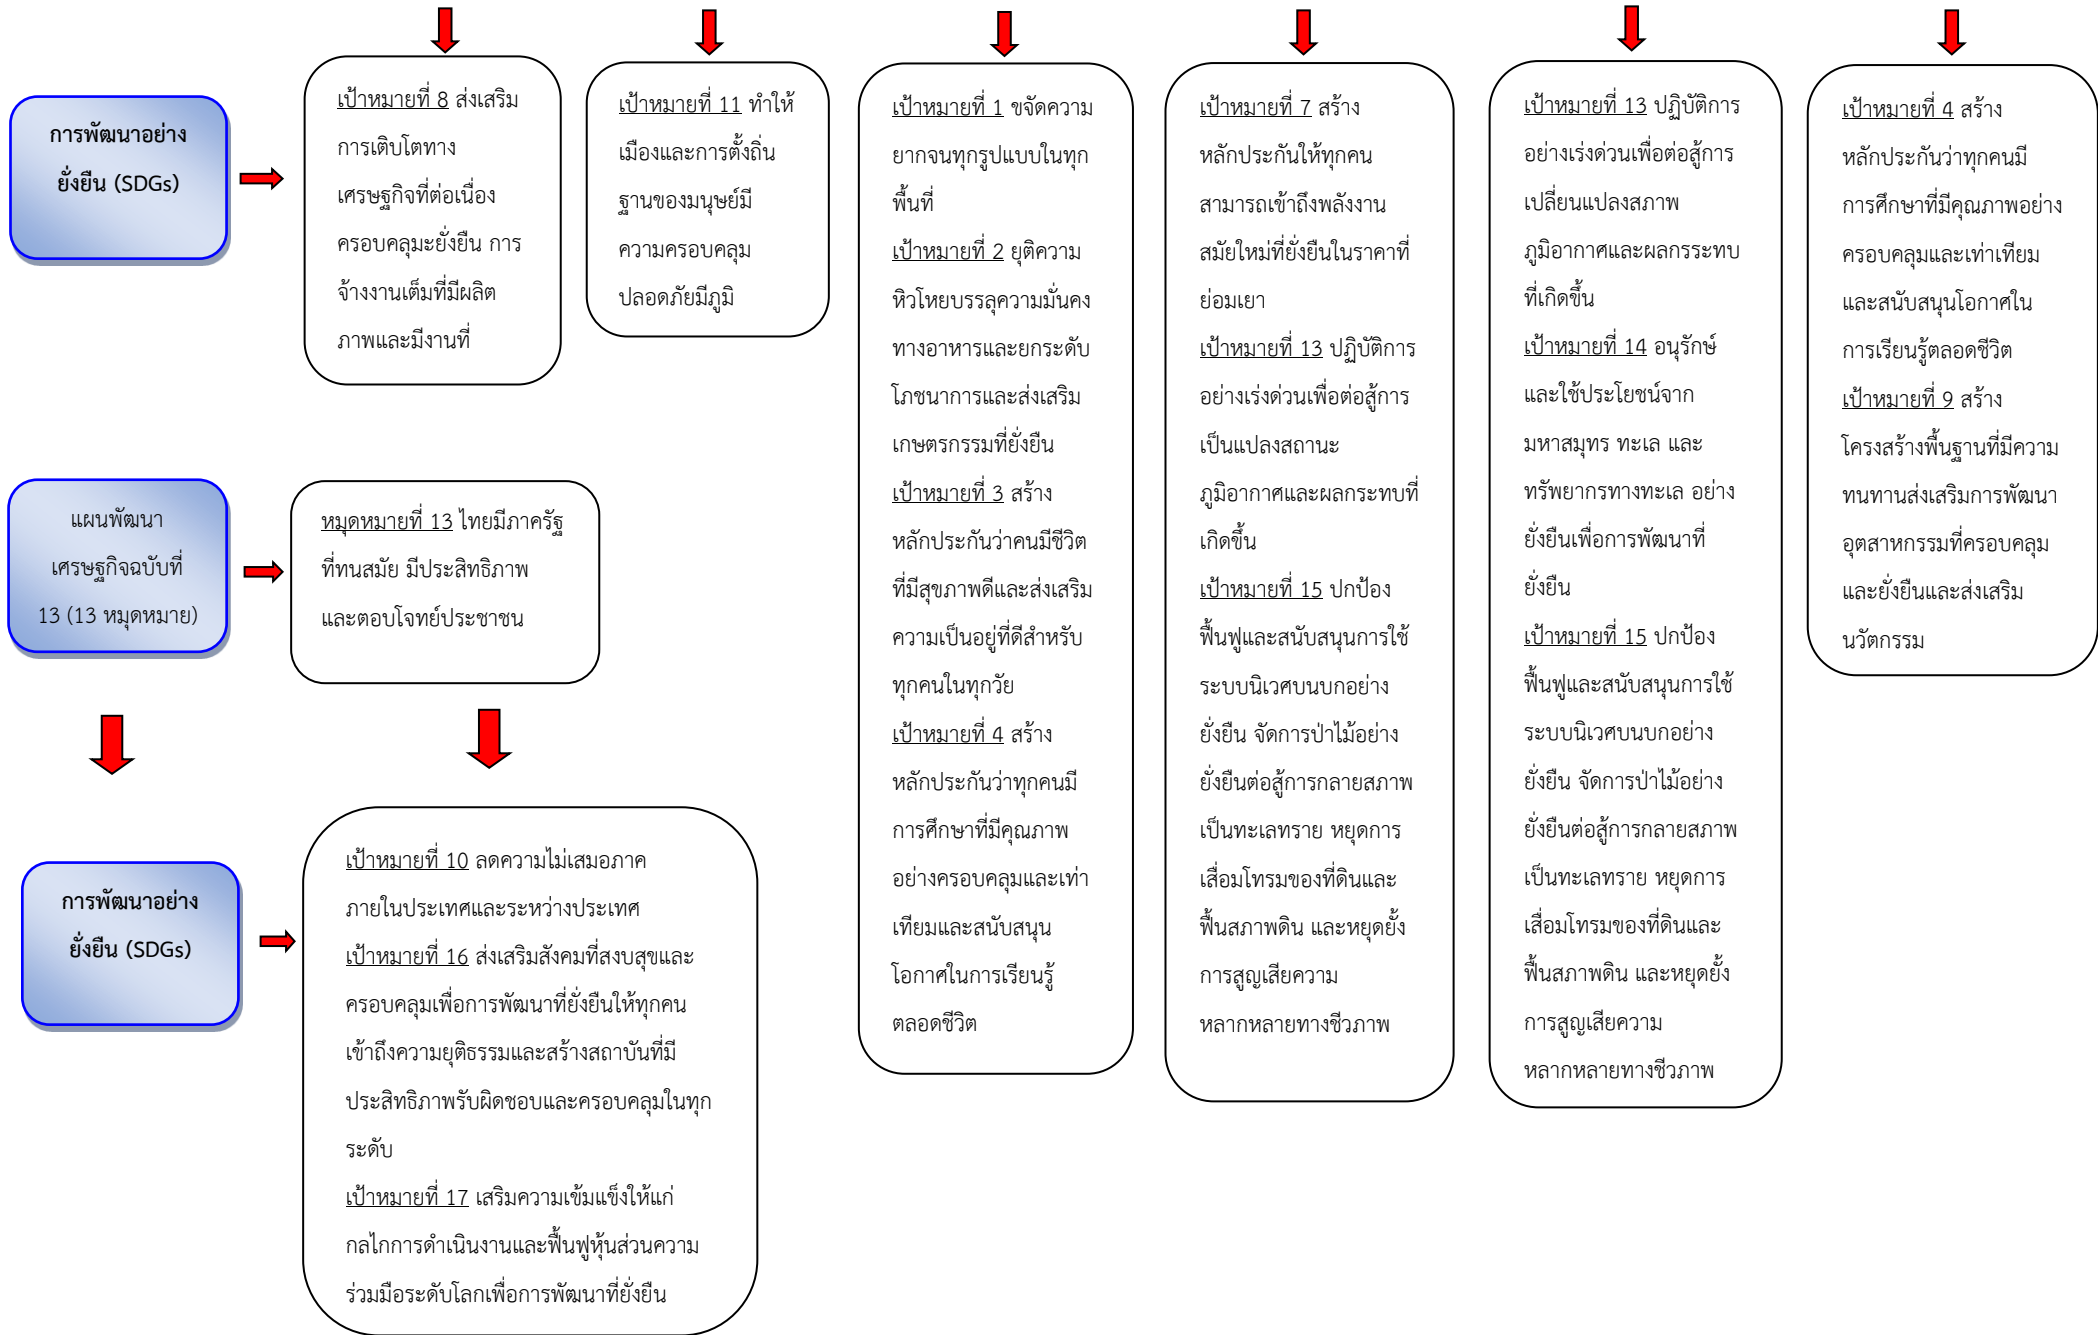 การพัฒนาอย่าง
ยั่งยืน (SDGs)
เป้าหมายที่ 8 ส่งเสริม
การเติบโตทาง
เศรษฐกิจที่ต่อเนื่อง
ครอบคลุมะยั่งยืน การ
จ้างงานเต็มที่มีผลิต
ภาพและมีงานที่
เป้าหมายที่ 11 ทำให้
เมืองและการตั้งถิ่น
ฐานของมนุษย์มี
ความครอบคลุม
ปลอดภัยมีภูมิ
เป้าหมายที่ 1 ขจัดความ
ยากจนทุกรูปแบบในทุก
พื้นที่
เป้าหมายที่ 2 ยุติความ
หิวโหยบรรลุความมั่นคง
ทางอาหารและยกระดับ
โภชนาการและส่งเสริม
เกษตรกรรมที่ยั่งยืน
เป้าหมายที่ 3 สร้าง
หลักประกันว่าคนมีชีวิต
ที่มีสุขภาพดีและส่งเสริม
ความเป็นอยู่ที่ดีสำหรับ
ทุกคนในทุกวัย
เป้าหมายที่ 4 สร้าง
หลักประกันว่าทุกคนมี
การศึกษาที่มีคุณภาพ
อย่างครอบคลุมและเท่า
เทียมและสนับสนุน
โอกาสในการเรียนรู้
ตลอดชีวิต
เป้าหมายที่ 7 สร้าง
หลักประกันให้ทุกคน
สามารถเข้าถึงพลังงาน
สมัยใหม่ที่ยั่งยืนในราคาที่
ย่อมเยา
เป้าหมายที่ 13 ปฏิบัติการ
อย่างเร่งด่วนเพื่อต่อสู้การ
เป็นแปลงสถานะ
ภูมิอากาศและผลกระทบที่
เกิดขึ้น
เป้าหมายที่ 15 ปกป้อง
ฟื้นฟูและสนับสนุนการใช้
ระบบนิเวศบนบกอย่าง
ยั่งยืน จัดการป่าไม้อย่าง
ยั่งยืนต่อสู้การกลายสภาพ
เป็นทะเลทราย หยุดการ
เสื่อมโทรมของที่ดินและ
ฟื้นสภาพดิน และหยุดยั้ง
การสูญเสียความ
หลากหลายทางชีวภาพ
เป้าหมายที่ 13 ปฏิบัติการ
อย่างเร่งด่วนเพื่อต่อสู้การ
เปลี่ยนแปลงสภาพ
ภูมิอากาศและผลกรระทบ
ที่เกิดขึ้น
เป้าหมายที่ 14 อนุรักษ์
และใช้ประโยชน์จาก
มหาสมุทร ทะเล และ
ทรัพยากรทางทะเล อย่าง
ยั่งยืนเพื่อการพัฒนาที่
ยั่งยืน
เป้าหมายที่ 15 ปกป้อง
ฟื้นฟูและสนับสนุนการใช้
ระบบนิเวศบนบกอย่าง
ยั่งยืน จัดการป่าไม้อย่าง
ยั่งยืนต่อสู้การกลายสภาพ
เป็นทะเลทราย หยุดการ
เสื่อมโทรมของที่ดินและ
ฟื้นสภาพดิน และหยุดยั้ง
การสูญเสียความ
หลากหลายทางชีวภาพ
เป้าหมายที่ 4 สร้าง
หลักประกันว่าทุกคนมี
การศึกษาที่มีคุณภาพอย่าง
ครอบคลุมและเท่าเทียม
และสนับสนุนโอกาสใน
การเรียนรู้ตลอดชีวิต
เป้าหมายที่ 9 สร้าง
โครงสร้างพื้นฐานที่มีความ
ทนทานส่งเสริมการพัฒนา
อุตสาหกรรมที่ครอบคลุม
และยั่งยืนและส่งเสริม
นวัตกรรม
แผนพัฒนา
เศรษฐกิจฉบับที่
13 (13 หมุดหมาย)
หมุดหมายที่ 13 ไทยมีภาครัฐ
ที่ทนสมัย มีประสิทธิภาพ
และตอบโจทย์ประชาชน
การพัฒนาอย่าง
ยั่งยืน (SDGs)
เป้าหมายที่ 10 ลดความไม่เสมอภาค
ภายในประเทศและระหว่างประเทศ
เป้าหมายที่ 16 ส่งเสริมสังคมที่สงบสุขและ
ครอบคลุมเพื่อการพัฒนาที่ยั่งยืนให้ทุกคน
เข้าถึงความยุติธรรมและสร้างสถาบันที่มี
ประสิทธิภาพรับผิดชอบและครอบคลุมในทุก
ระดับ
เป้าหมายที่ 17 เสริมความเข้มแข็งให้แก่
กลไกการดำเนินงานและฟื้นฟูหุ้นส่วนความ
ร่วมมือระดับโลกเพื่อการพัฒนาที่ยั่งยืน